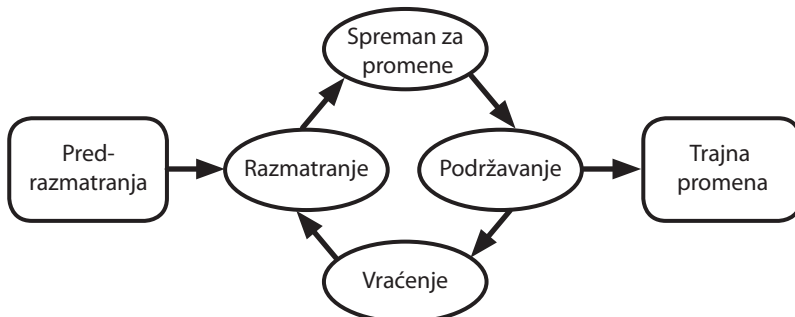 Spreman za
promene
Pred-
razmatranja
Razmatranje
Podržavanje
Trajna
promena
Vraćenje